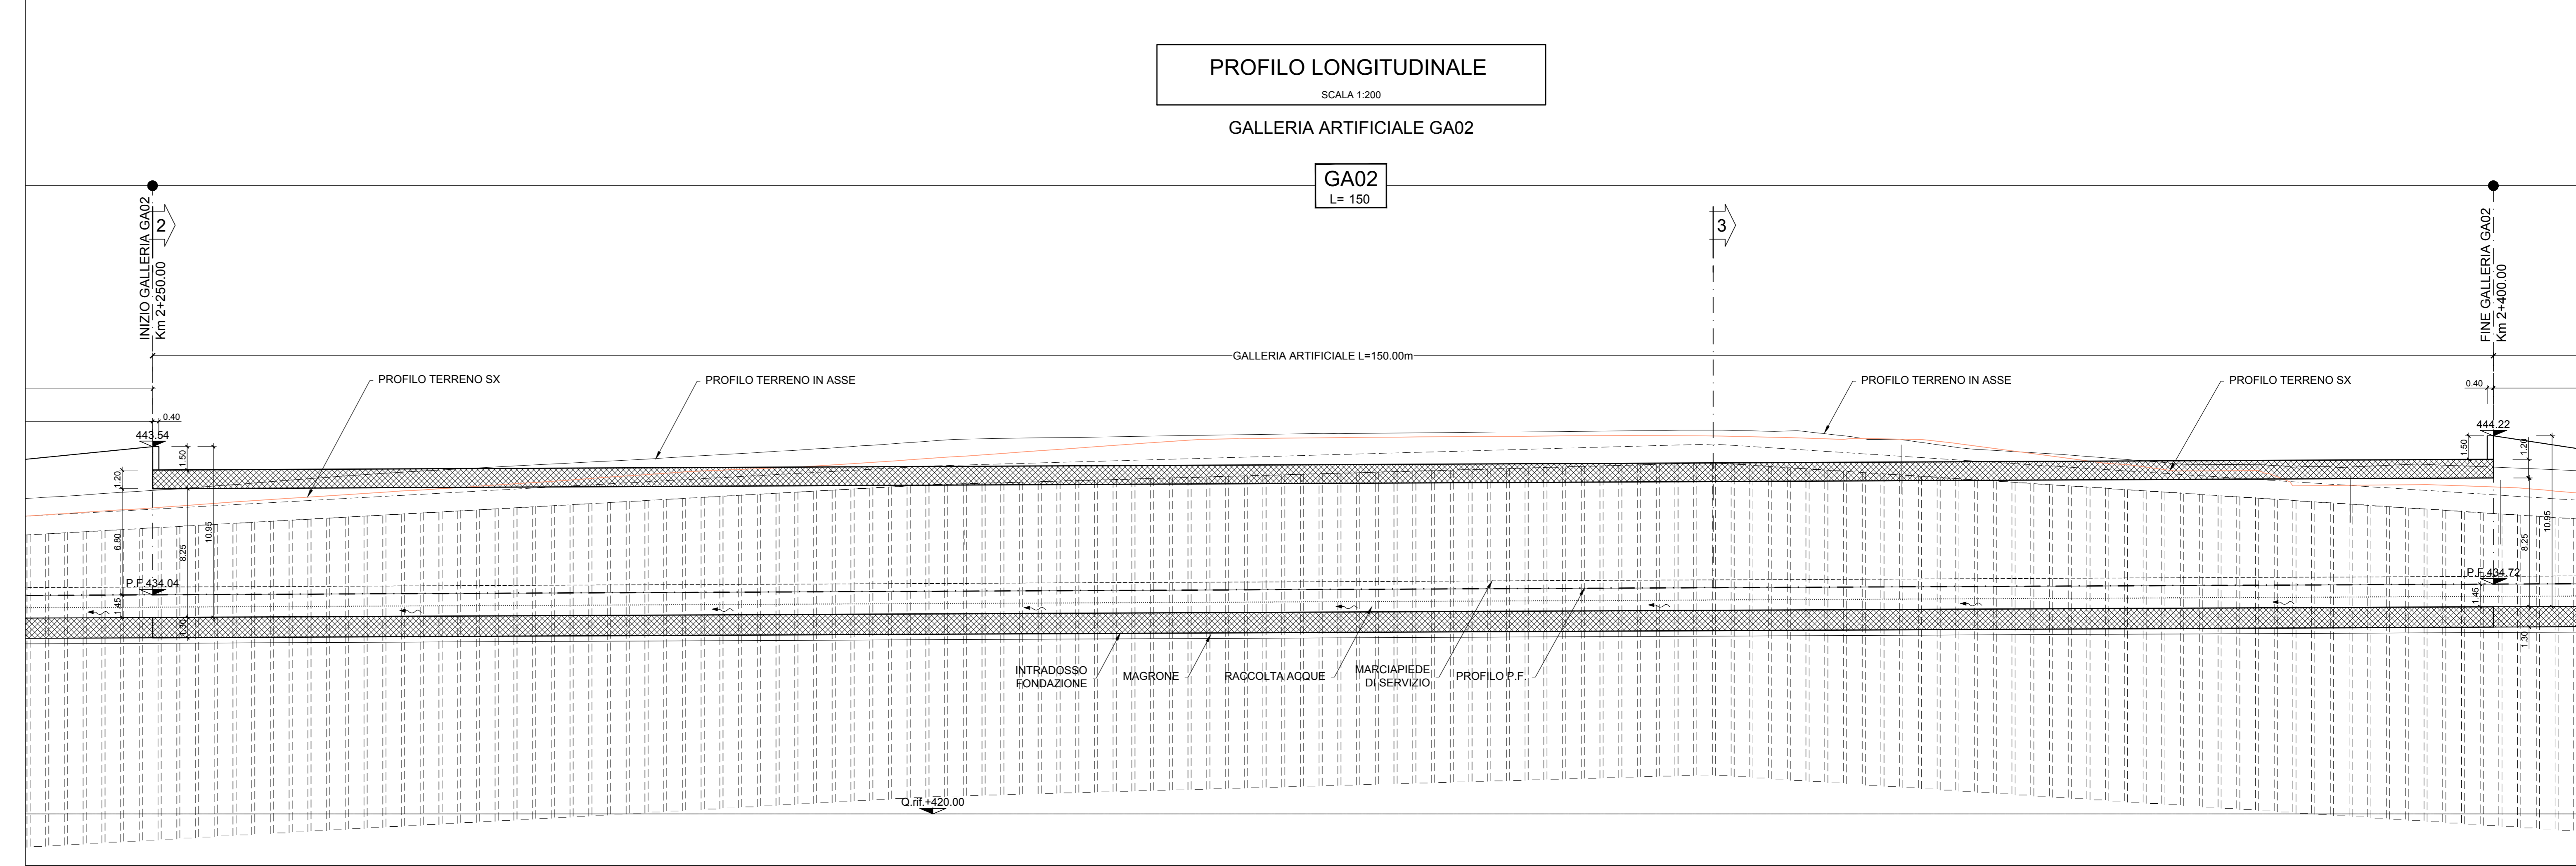 PROFILO LONGITUDINALE
SCALA 1:200
GALLERIA ARTIFICIALE GA02
GA02
L= 150
INIZIO GALLERIA GA02
Km 2+250.00
2
3
FINE GALLERIA GA02
Km 2+400.00
GALLERIA ARTIFICIALE L=150.00m
PROFILO TERRENO SX
PROFILO TERRENO IN ASSE
PROFILO TERRENO IN ASSE
PROFILO TERRENO SX
0.40
0.40
443.54
444.22
1.50
1.20
6.80
8.25
10.95
1.45
1.30
1.50
1.20
10.95
8.25
1.45
1.30
P.F.434.04
P.F.434.72
INTRADOSSO
FONDAZIONE
MAGRONE
RACCOLTA ACQUE
MARCIAPIEDE
DI SERVIZIO
PROFILO P.F.
Q.rif.+420.00